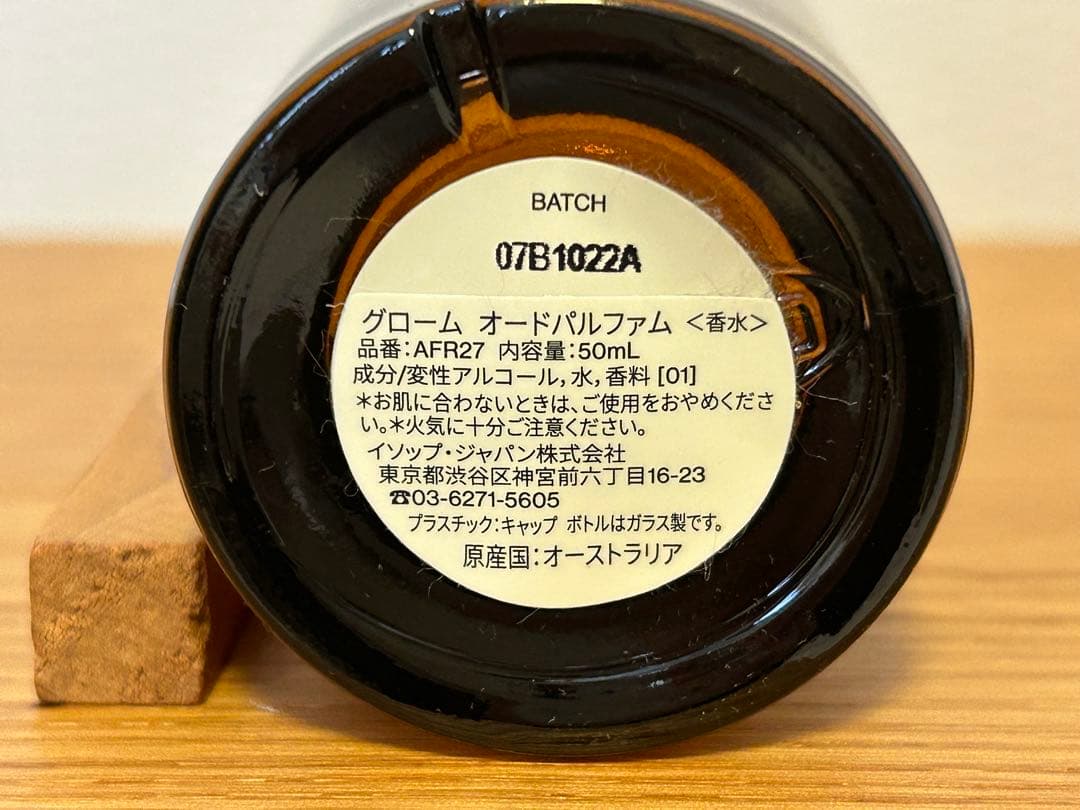 BATCH
07B1022A
グローム オードパルファム <香水>
品番:AFR27 内容量:50mL
成分/変性アルコール,水,香料 [01]
*お肌に合わないときは、ご使用をおやめくださ
い。*火気に十分ご注意ください。
イソップ・ジャパン株式会社
東京都渋谷区神宮前六丁目16-23
☎03-6271-5605
プラスチック:キャップ ボトルはガラス製です。
原産国:オーストラリア